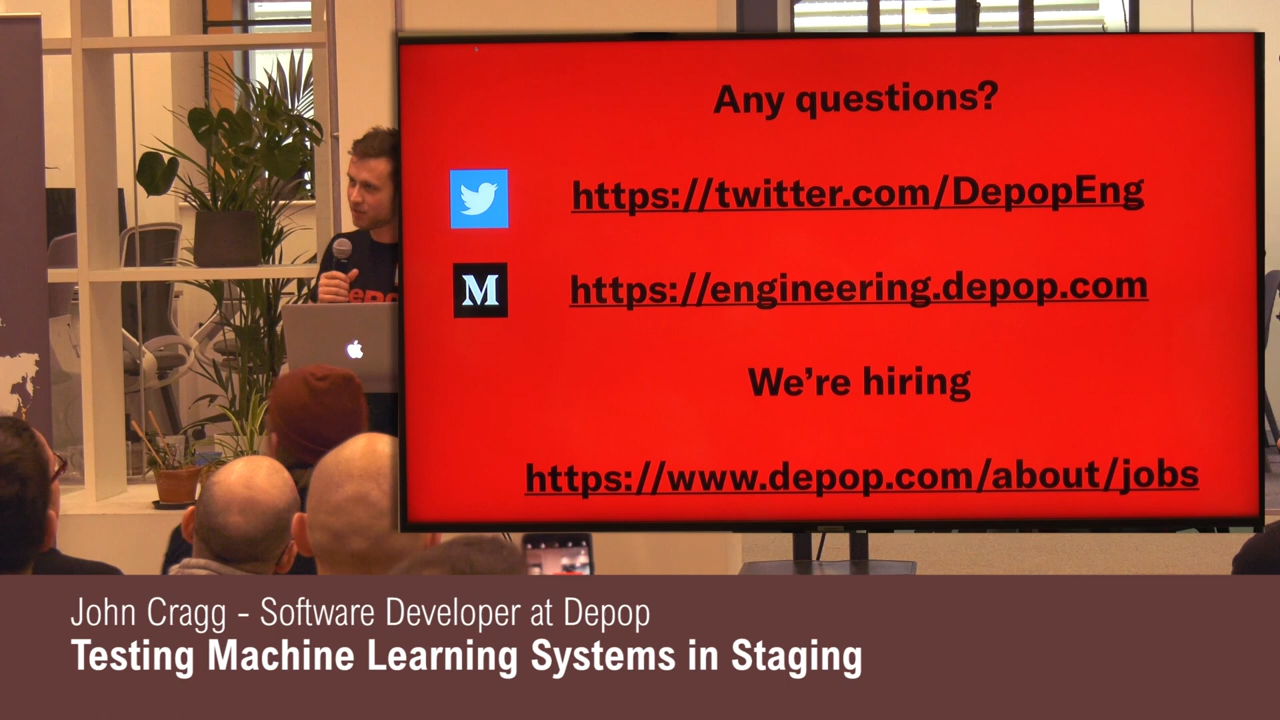 Any questions?
https://twitter.com/DepopEng
M
https://engineering.depop.com
We're hiring
https://www.depop.com/about/jobs
John Cragg - Software Developer at Depop
Testing Machine Learning Systems in Staging